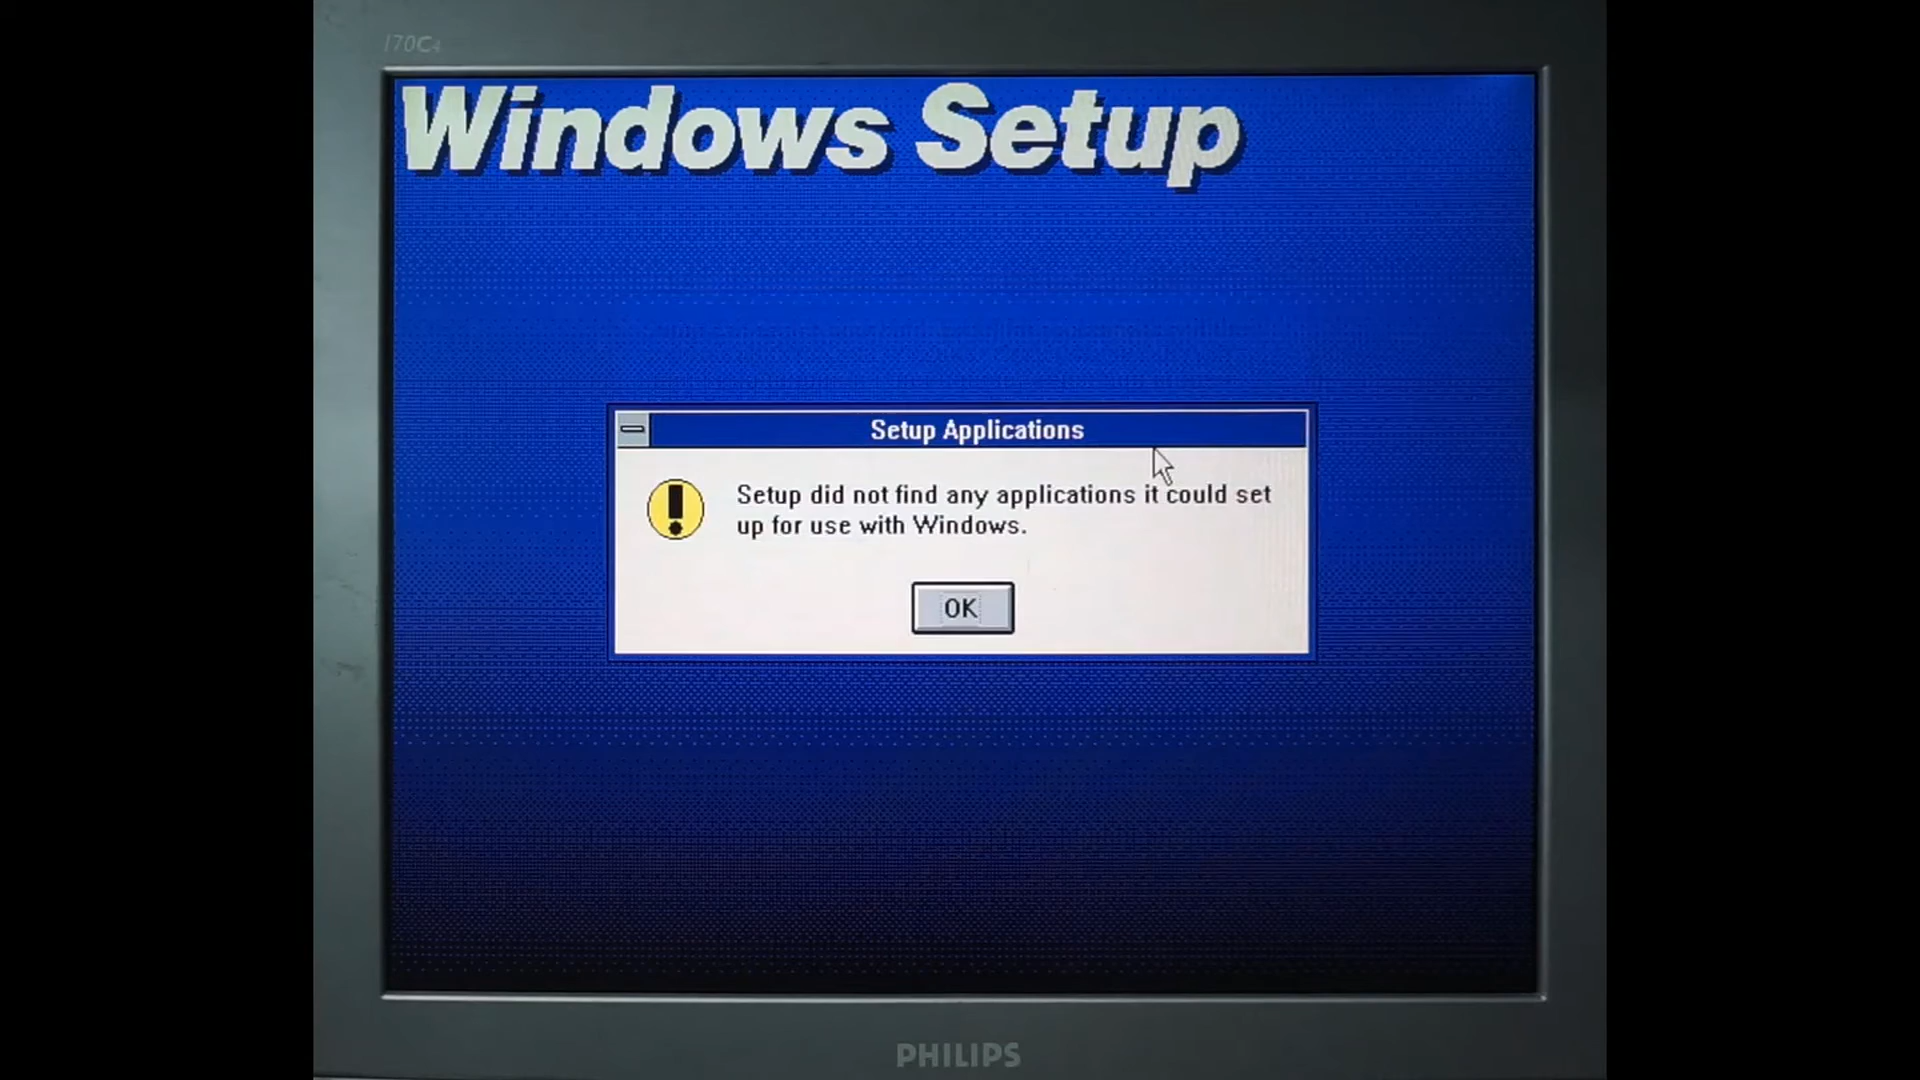 170C4
Windows Setup
Setup Applications
Setup did not find any applications it could set
up for use with Windows.
OK
PHILIPS